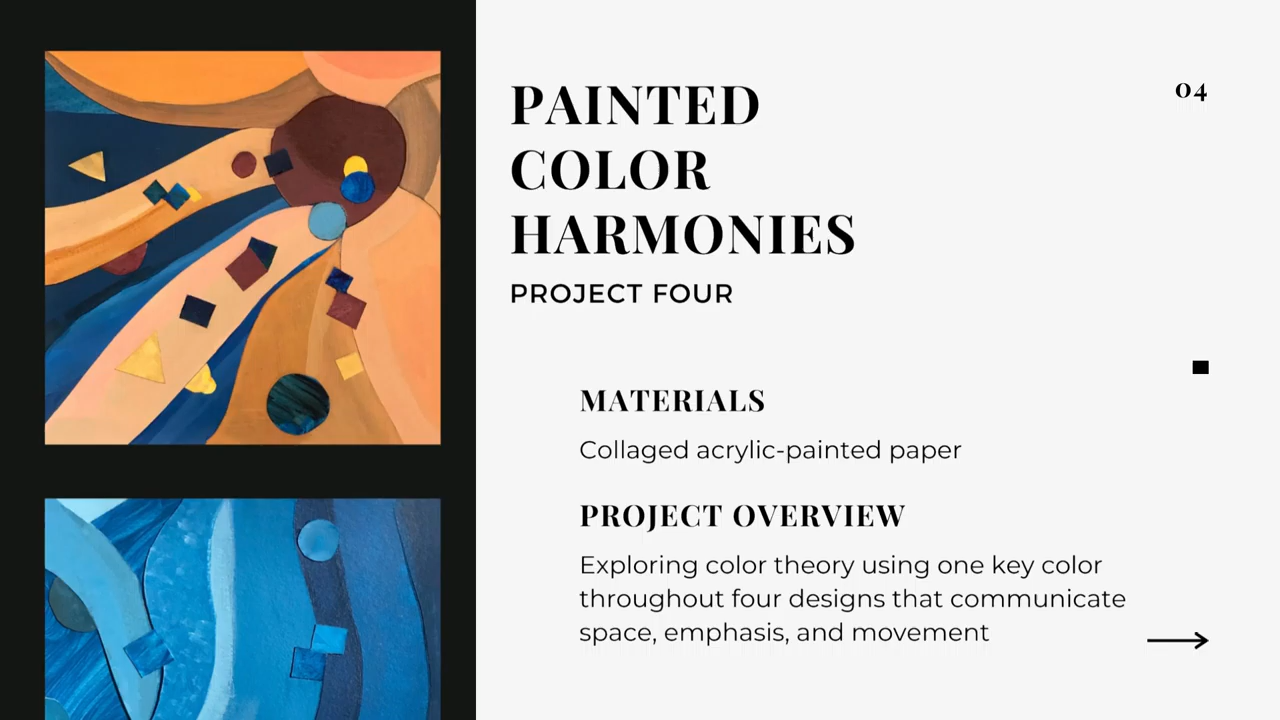 PAINTED
COLOR
HARMONIES
04
PROJECT FOUR
MATERIALS
Collaged acrylic-painted paper
PROJECT OVERVIEW
Exploring color theory using one key color
throughout four designs that communicate
space, emphasis, and movement